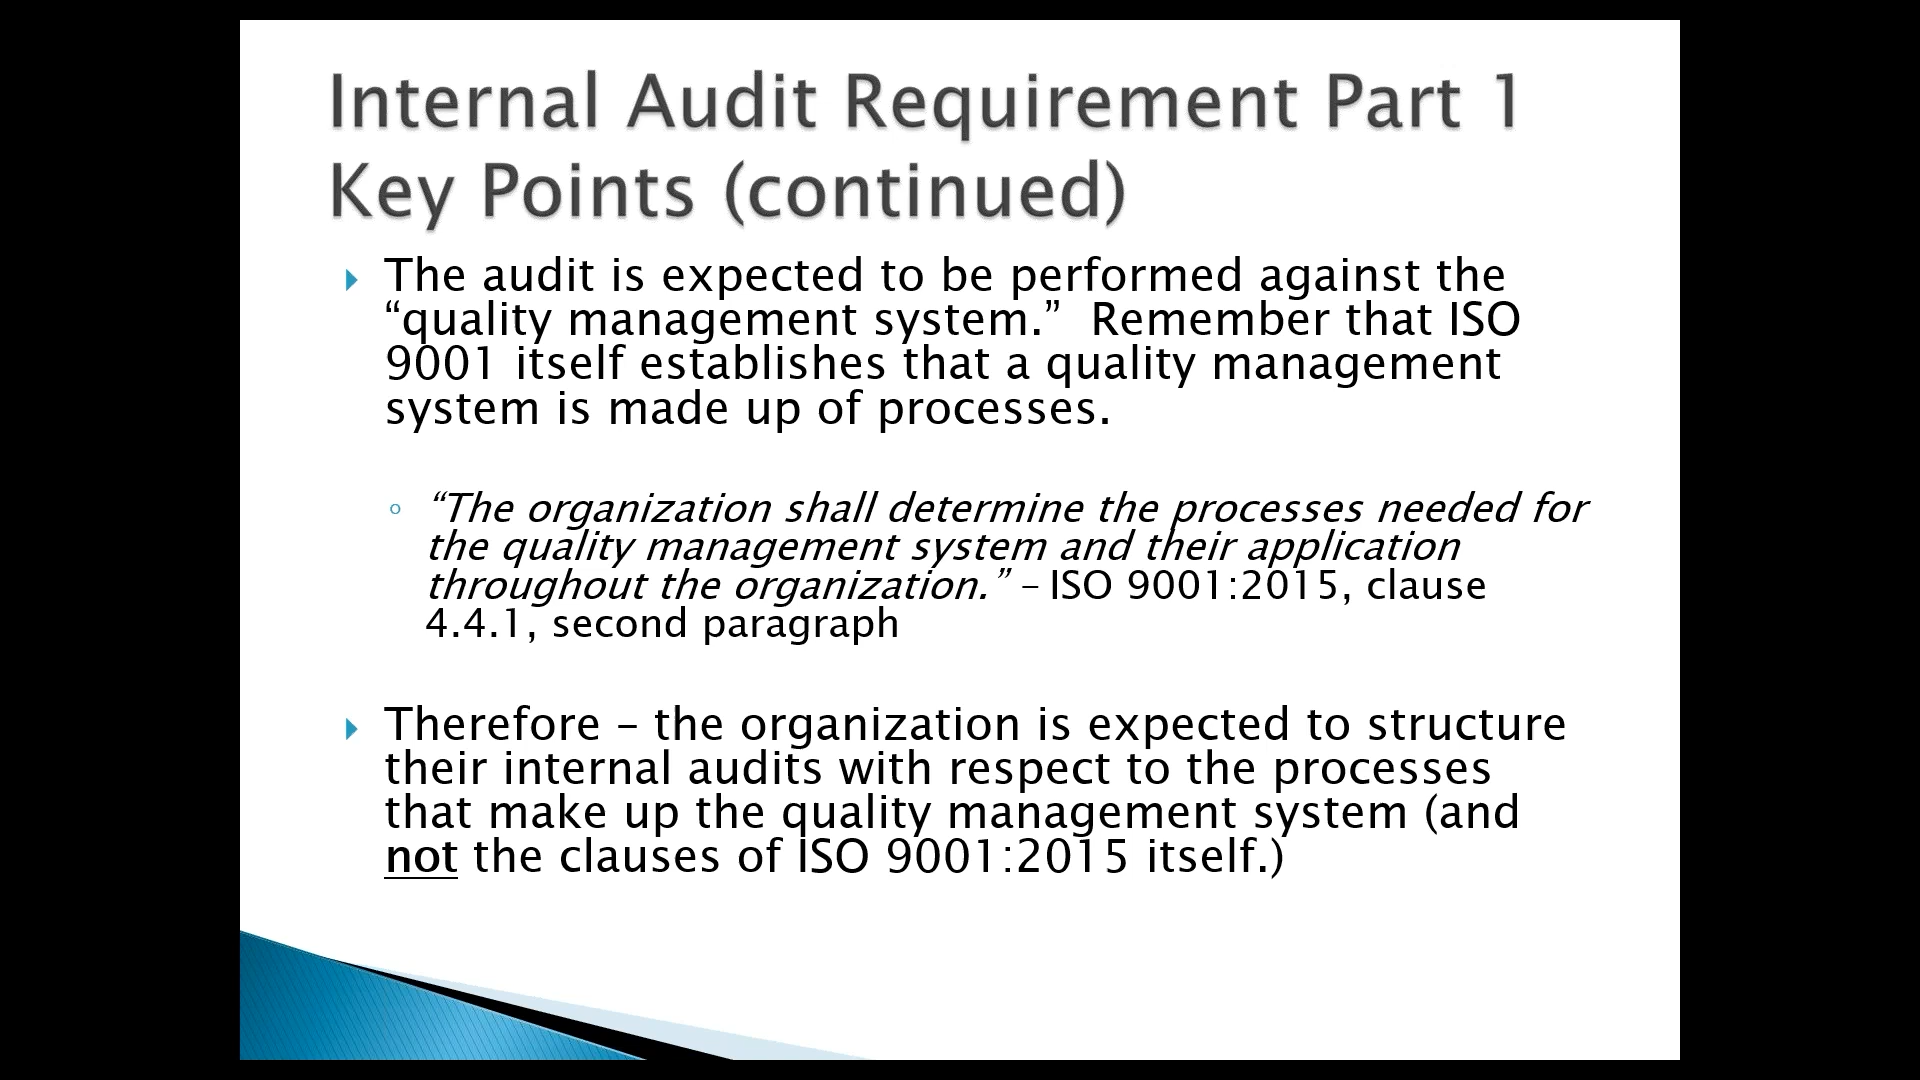 Internal Audit Requirement Part 1
Key Points (continued)
The audit is expected to be performed against the
“quality management system.”  Remember that ISO
9001 itself establishes that a quality management
system is made up of processes.
“The organization shall determine the processes needed for
the quality management system and their application
throughout the organization.” – ISO 9001:2015, clause
4.4.1, second paragraph
Therefore – the organization is expected to structure
their internal audits with respect to the processes
that make up the quality management system (and
not the clauses of ISO 9001:2015 itself.)